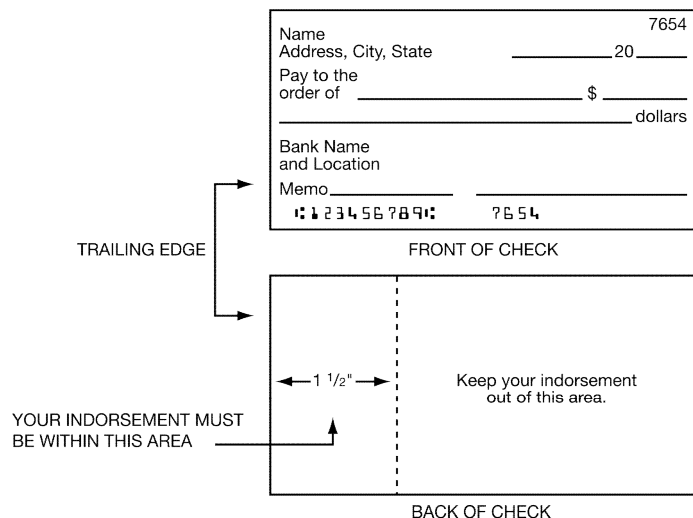 7654
Name
Address, City, State 20
Pay to the
order of $
dollars
Bank Name
and Location
Memo
⑆123456789⑆ 7654
TRAILING EDGE
FRONT OF CHECK
1 1/2"
Keep your indorsement
out of this area.
YOUR INDORSEMENT MUST
BE WITHIN THIS AREA
BACK OF CHECK